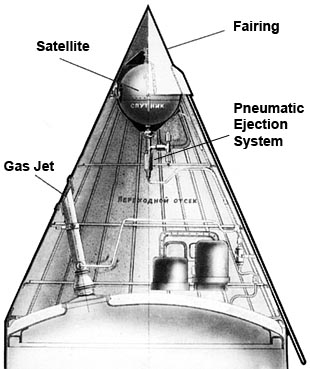 Fairing
Satellite
СПУТНИК
Pneumatic
Ejection
System
Gas Jet
ПЕРЕХОДНОЙ ОТСЕК